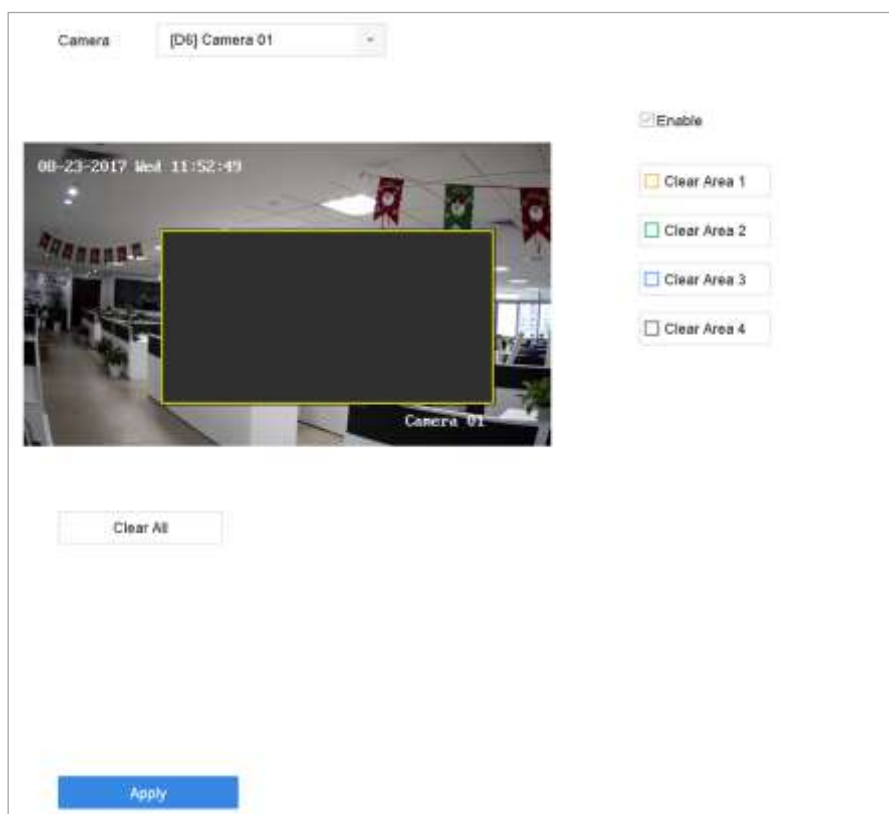 Camera
[D6] Camera 01
Enable
08-23-2017 Wed 11:52:49
Clear Area 1
Clear Area 2
Clear Area 3
Clear Area 4
Camera 01
Clear All
Apply